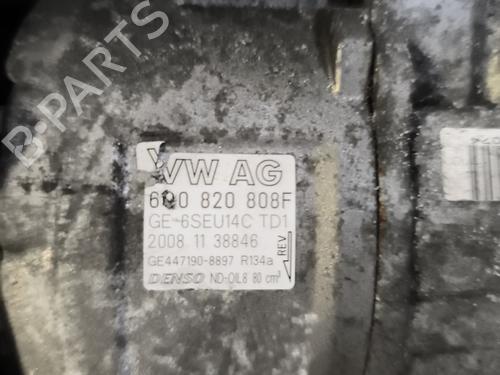 VW AG
6Q0 820 808F
GE-6SEU14C TD1
2008 11 38846
GE447190-8897 R134a
DENSO ND-OIL8 80 cm³
REV